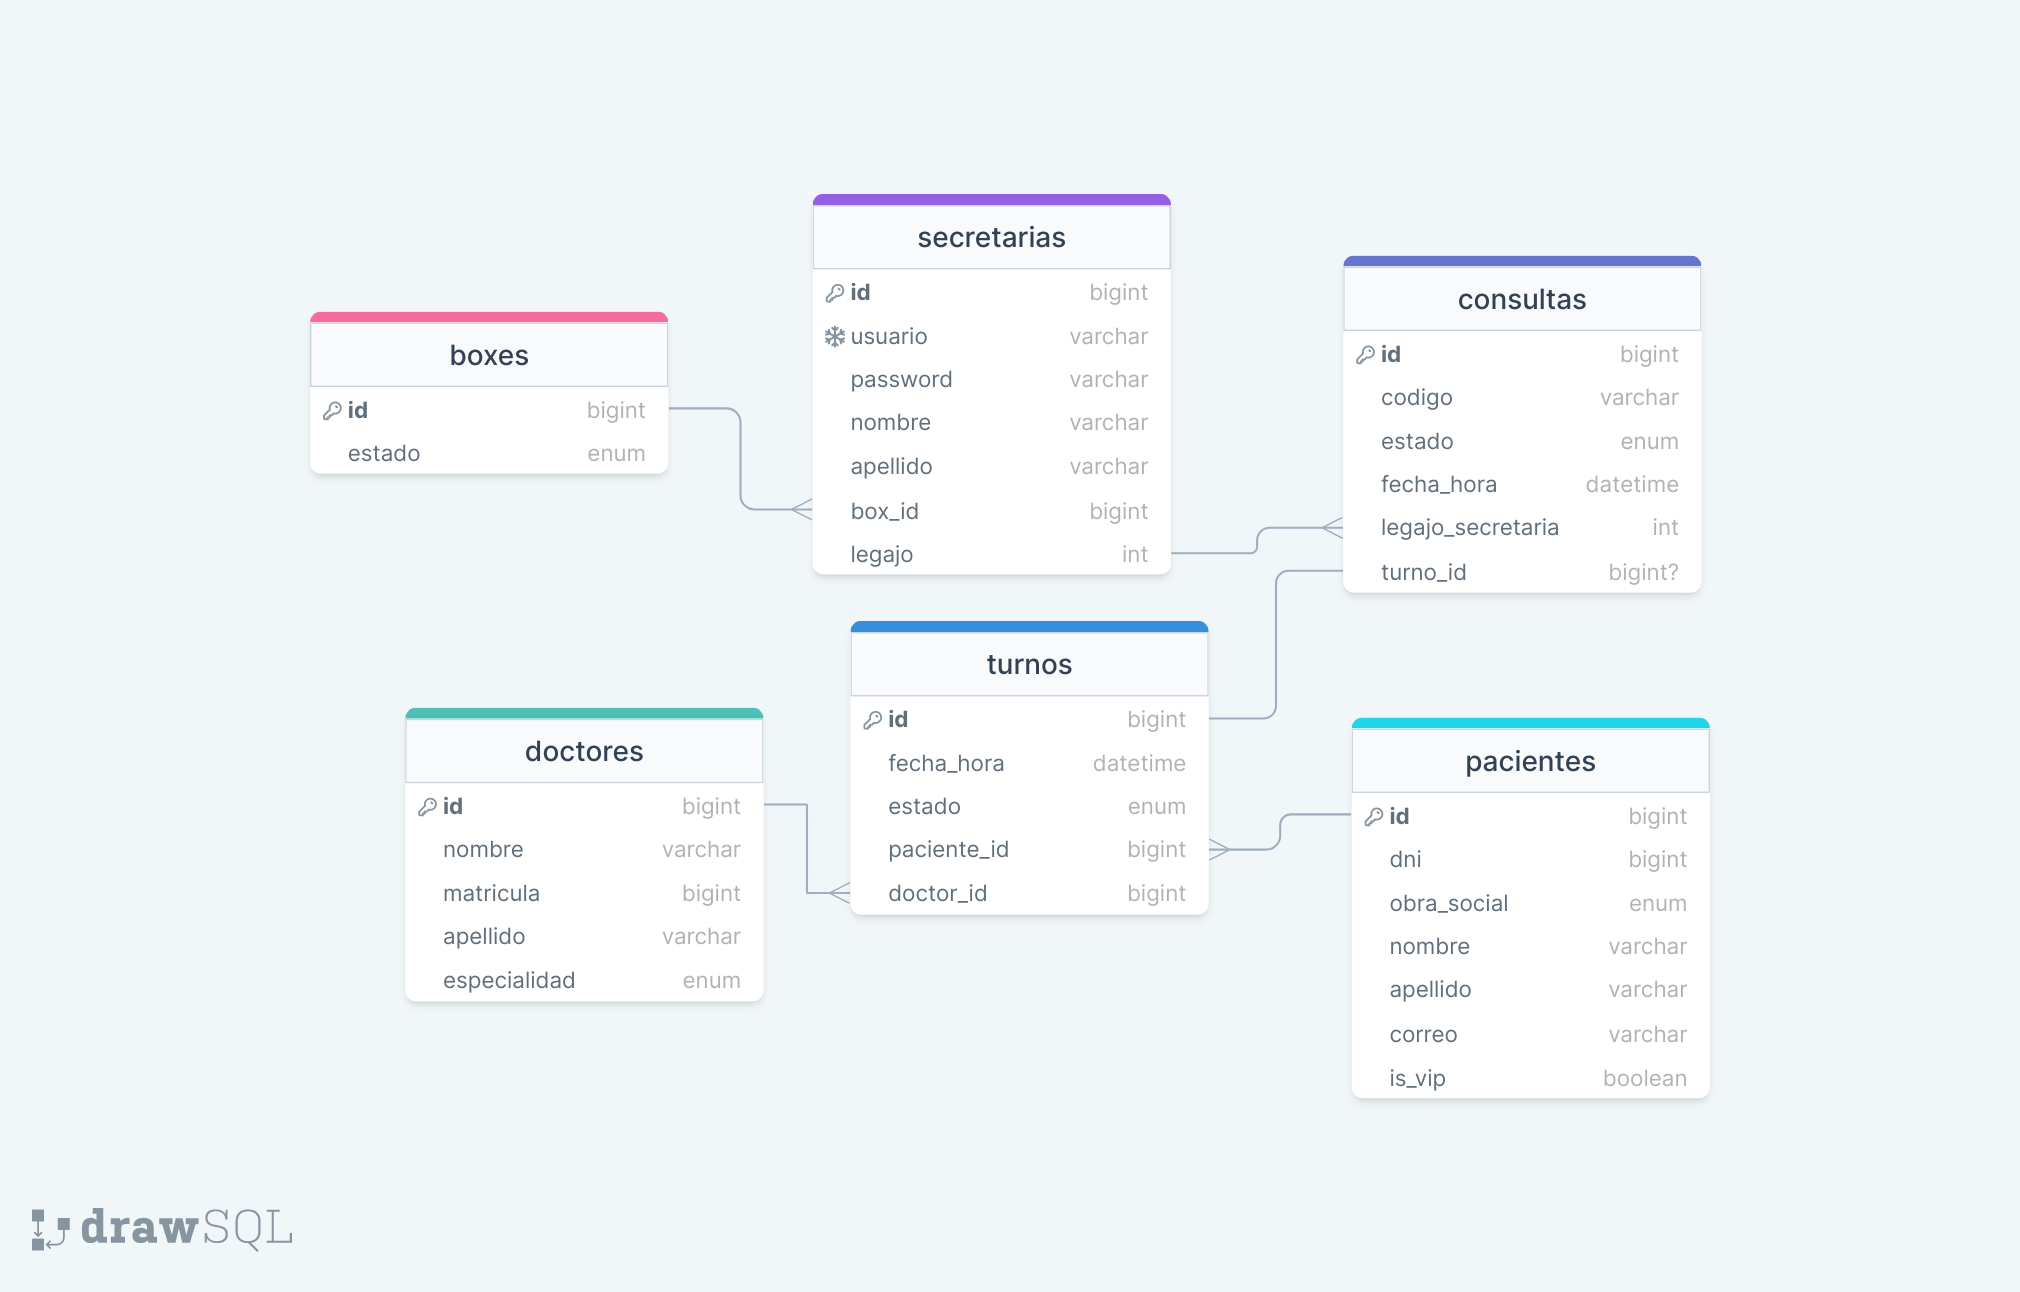 secretarias
id bigint
usuario varchar
password varchar
nombre varchar
apellido varchar
box_id bigint
legajo int
consultas
id bigint
codigo varchar
estado enum
fecha_hora datetime
legajo_secretaria int
turno_id bigint?
boxes
id bigint
estado enum
turnos
id bigint
fecha_hora datetime
estado enum
paciente_id bigint
doctor_id bigint
doctores
id bigint
nombre varchar
matricula bigint
apellido varchar
especialidad enum
pacientes
id bigint
dni bigint
obra_social enum
nombre varchar
apellido varchar
correo varchar
is_vip boolean
drawSQL